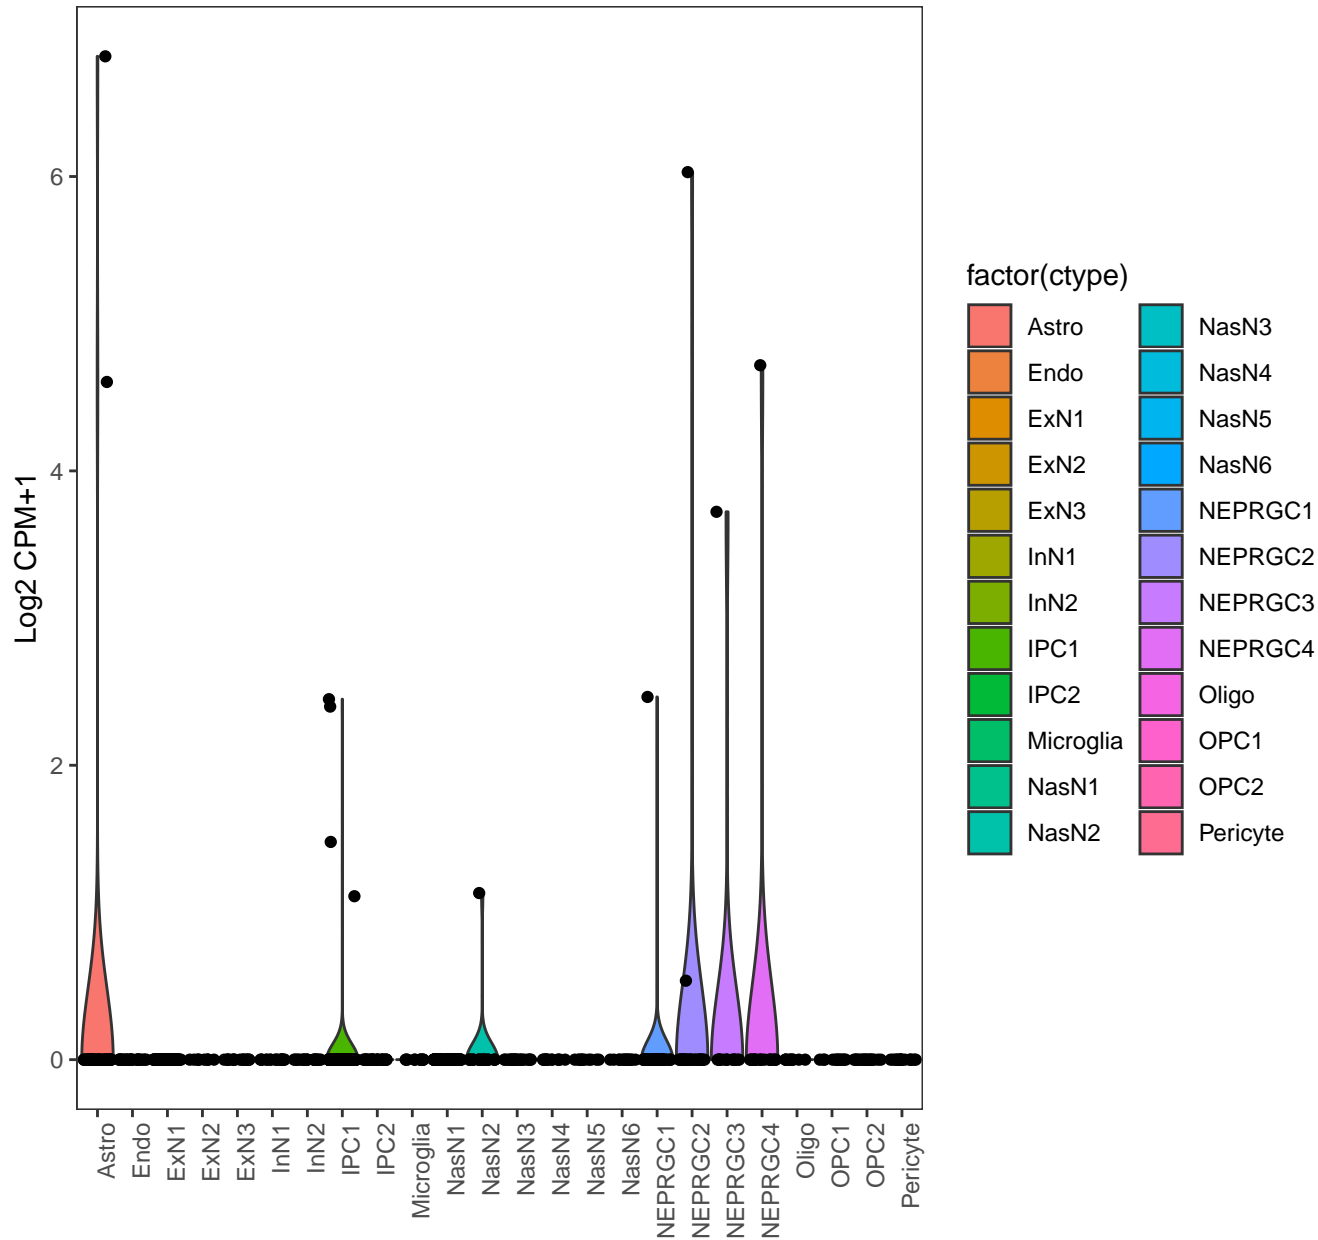 6
4
2
0
Log2 CPM+1
Astro
Endo
ExN1
ExN2
ExN3
InN1
InN2
IPC1
IPC2
Microglia
NasN1
NasN2
NasN3
NasN4
NasN5
NasN6
NEPRGC1
NEPRGC2
NEPRGC3
NEPRGC4
Oligo
OPC1
OPC2
Pericyte
factor(ctype)
Astro
Endo
ExN1
ExN2
ExN3
InN1
InN2
IPC1
IPC2
Microglia
NasN1
NasN2
NasN3
NasN4
NasN5
NasN6
NEPRGC1
NEPRGC2
NEPRGC3
NEPRGC4
Oligo
OPC1
OPC2
Pericyte